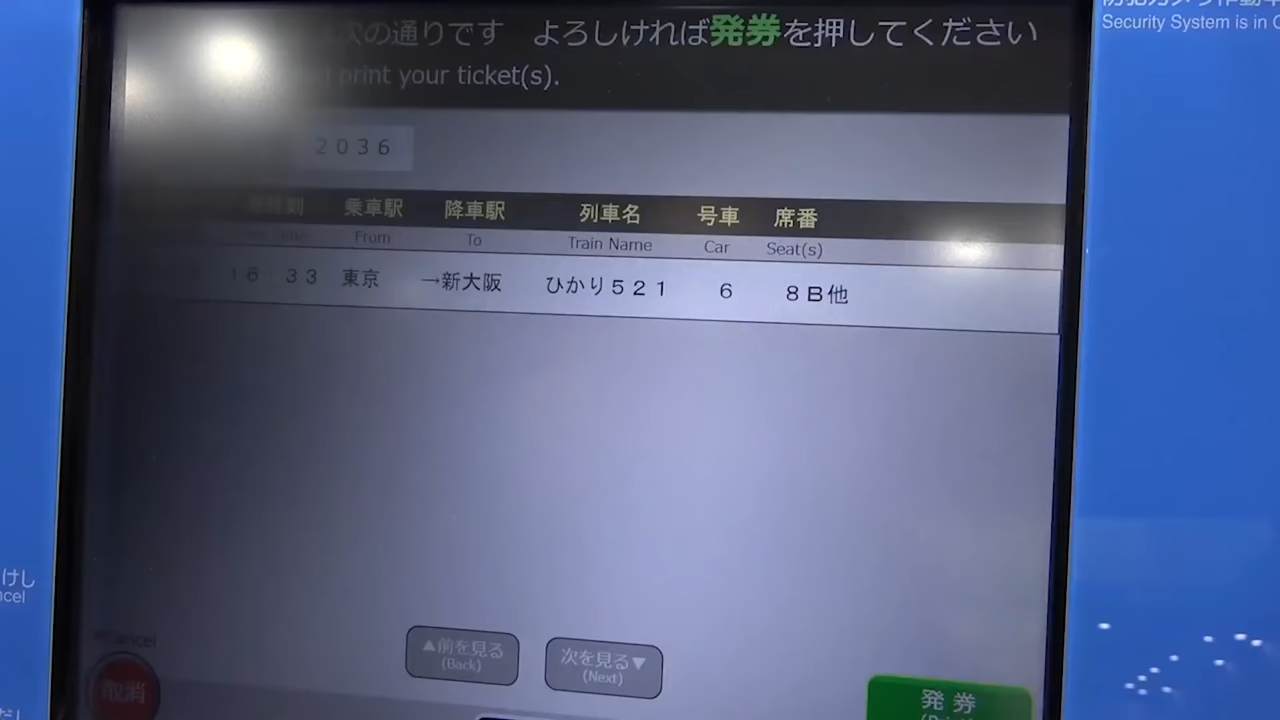 次の通りです よろしければ発券を押してください
print your ticket(s).
Security System is in
2036
乗車駅 降車駅 列車名 号車 席番
From To Train Name Car Seat(s)
16 33 東京 →新大阪 ひかり521 6 8B他
けし
ncel
Cancel
取消
▲前を見る
(Back)
次を見る▼
(Next)
発券